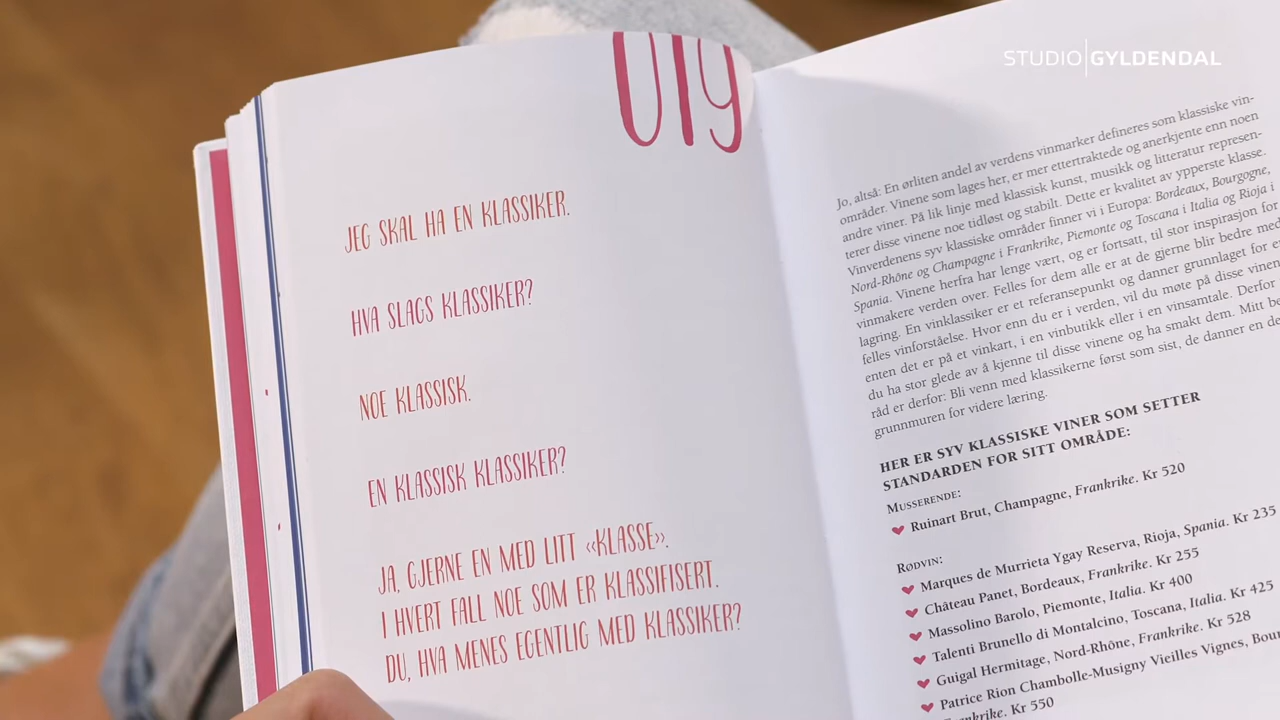 STUDIO|GYLDENDAL
JEG SKAL HA EN KLASSIKER.
HVA SLAGS KLASSIKER?
NOE KLASSISK.
EN KLASSISK KLASSIKER?
JA, GJERNE EN MED LITT «KLASSE».
I HVERT FALL NOE SOM ER KLASSIFISERT.
DU, HVA MENES EGENTLIG MED KLASSIKER?
Jo, altså: En ørliten andel av verdens vinmarker defineres som klassiske vin-
områder. Vinene som lages her, er mer ettertraktede og anerkjente enn noen
andre viner. På lik linje med klassisk kunst, musikk og litteratur represen-
terer disse vinene noe tidløst og stabilt. Dette er kvalitet av ypperste klasse.
Vinverdenens syv klassiske områder finner vi i Europa: Bordeaux, Bourgogne,
Nord-Rhône og Champagne i Frankrike, Piemonte og Toscana i Italia og Rioja i
Spania. Vinene herfra har lenge vært, og er fortsatt, til stor inspirasjon for
vinmakere verden over. Felles for dem alle er at de gjerne blir bedre med
lagring. En vinklassiker er et referansepunkt og danner grunnlaget for
felles vinforståelse. Hvor enn du er i verden, vil du møte på disse vinene
enten det er på et vinkart, i en vinbutikk eller i en vinsamtale. Derfor
du ha stor glede av å kjenne til disse vinene og ha smakt dem. Mitt
råd er derfor: Bli venn med klassikerne først som sist, de danner en
grunnmuren for videre læring.
HER ER SYV KLASSISKE VINER SOM SETTER
STANDARDEN FOR SITT OMRÅDE:
MUSSERENDE:
Ruinart Brut, Champagne, Frankrike. Kr 520
RØDVIN:
Marques de Murrieta Ygay Reserva, Rioja, Spania. Kr 235
Château Panet, Bordeaux, Frankrike. Kr 255
Massolino Barolo, Piemonte, Italia. Kr 400
Talenti Brunello di Montalcino, Toscana, Italia. Kr 425
Guigal Hermitage, Nord-Rhône, Frankrike. Kr 528
Patrice Rion Chambolle-Musigny Vieilles Vignes,
Frankrike. Kr 550